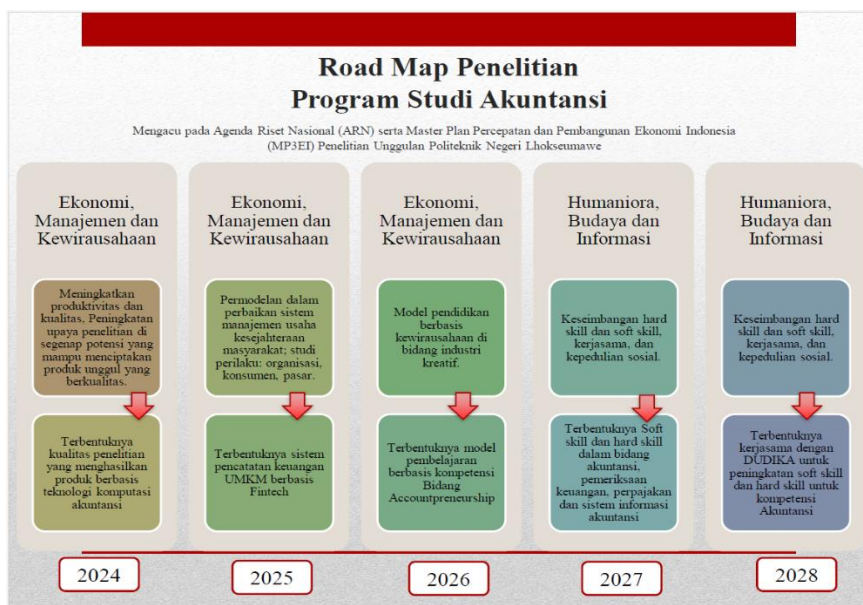 Road Map Penelitian
Program Studi Akuntansi
Mengacu pada Agenda Riset Nasional (ARN) serta Master Plan Percepatan dan Pembangunan Ekonomi Indonesia
(MP3EI) Penelitian Unggulan Politeknik Negeri Lhokseumawe
Ekonomi,
Manajemen dan
Kewirausahaan
Meningkatkan
produktivitas dan
kualitas, Peningkatan
upaya penelitian di
segenap potensi yang
mampu menciptakan
produk unggul yang
berkualitas.
Terbentuknya
kualitas penelitian
yang menghasilkan
produk berbasis
teknologi komputasi
akuntansi
2024
Ekonomi,
Manajemen dan
Kewirausahaan
Permodelan dalam
perbaikan sistem
manajemen usaha
kesejahteraan
masyarakat; studi
perilaku: organisasi,
konsumen, pasar.
Terbentuknya sistem
pencatatan keuangan
UMKM berbasis
Fintech
2025
Ekonomi,
Manajemen dan
Kewirausahaan
Model pendidikan
berbasis
kewirausahaan di
bidang industri
kreatif.
Terbentuknya model
pembelajaran
berbasis kompetensi
Bidang
Accountpreneurship
2026
Humaniora,
Budaya dan
Informasi
Keseimbangan hard
skill dan soft skill,
kerjasama, dan
kepedulian sosial.
Terbentuknya Soft
skill dan hard skill
dalam bidang
akuntansi,
pemeriksaan
keuangan, perpajakan
dan sistem informasi
akuntansi
2027
Humaniora,
Budaya dan
Informasi
Keseimbangan hard
skill dan soft skill,
kerjasama, dan
kepedulian sosial.
Terbentuknya
kerjasama dengan
DUDIKA untuk
peningkatan soft skill
dan hard skill untuk
kompetensi
Akuntansi
2028